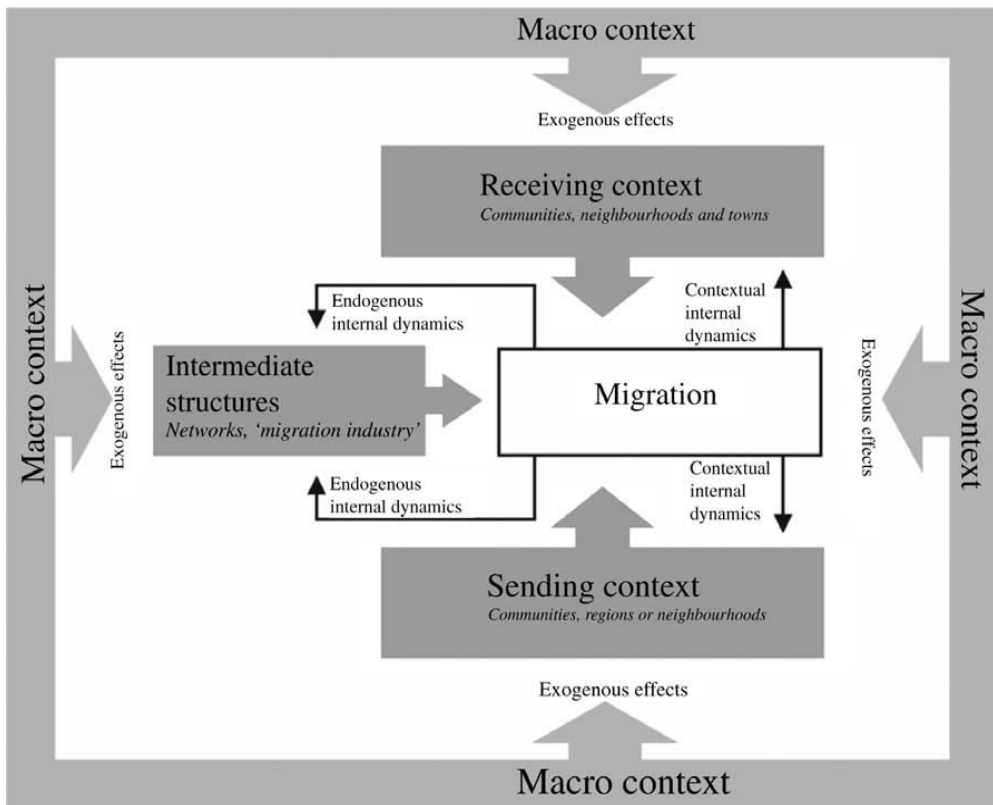 Macro context
Exogenous effects
Receiving context
Communities, neighbourhoods and towns
Macro context
Exogenous effects
Endogenous
internal dynamics
Contextual
internal
dynamics
Intermediate
structures
Networks, ‘migration industry’
Migration
Exogenous effects
Macro context
Endogenous
internal dynamics
Contextual
internal
dynamics
Sending context
Communities, regions or neighbourhoods
Exogenous effects
Macro context